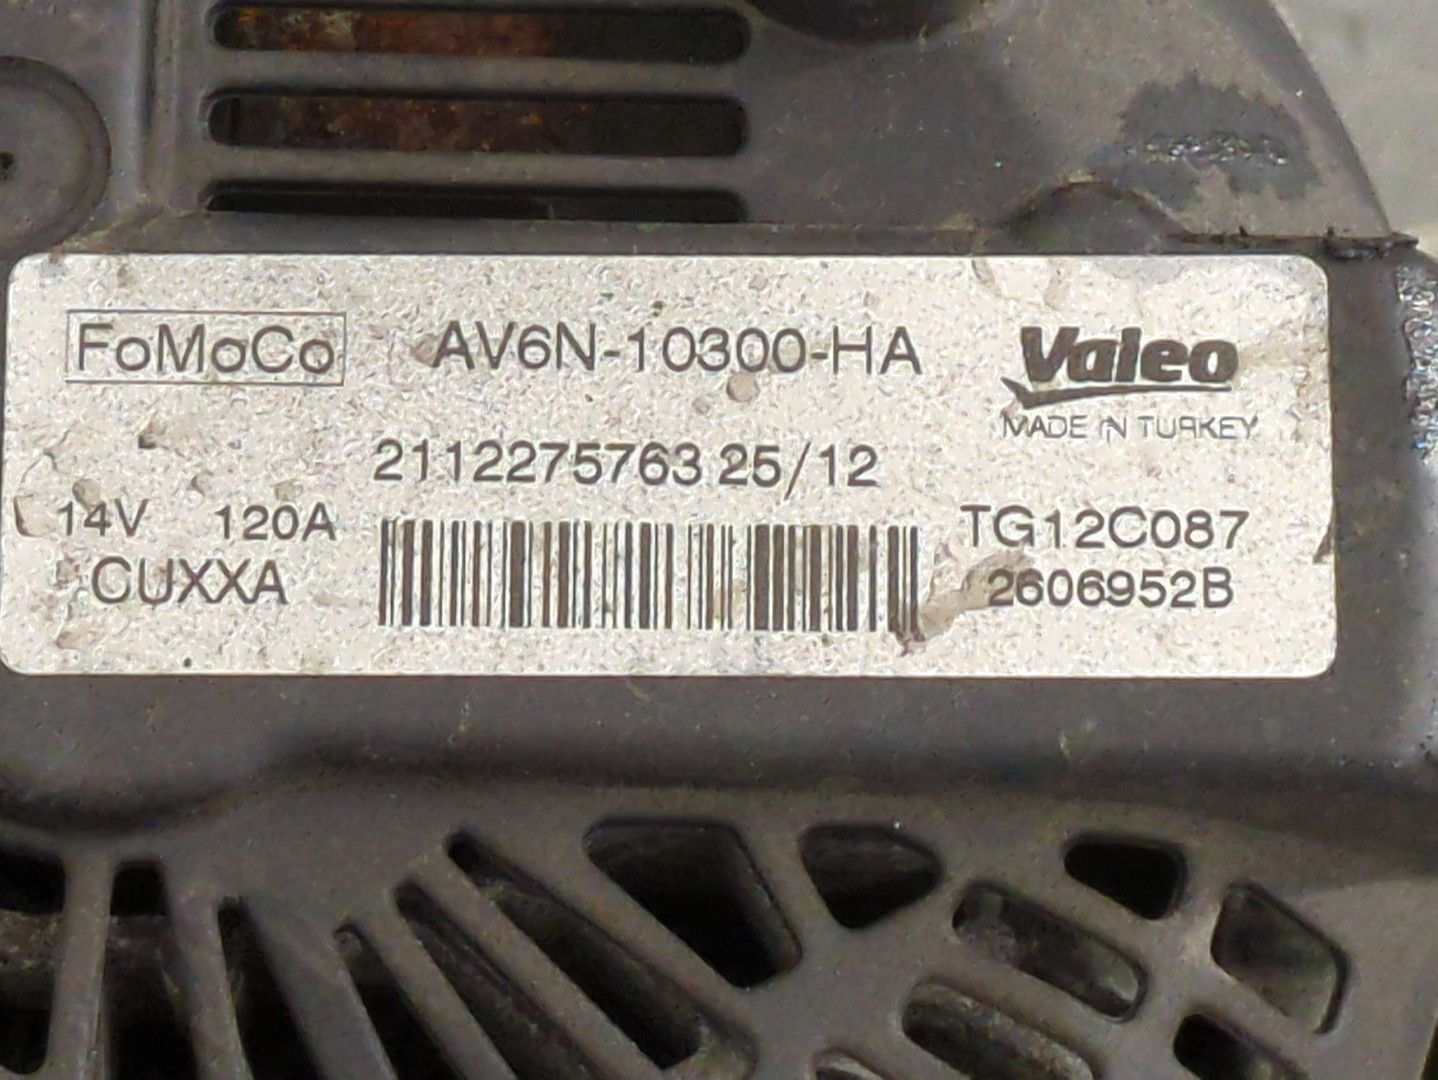 FoMoCo AV6N-10300-HA Valeo
MADE IN TURKEY
2112275763 25/12
14V 120A TG12C087
CUXXA 2606952B